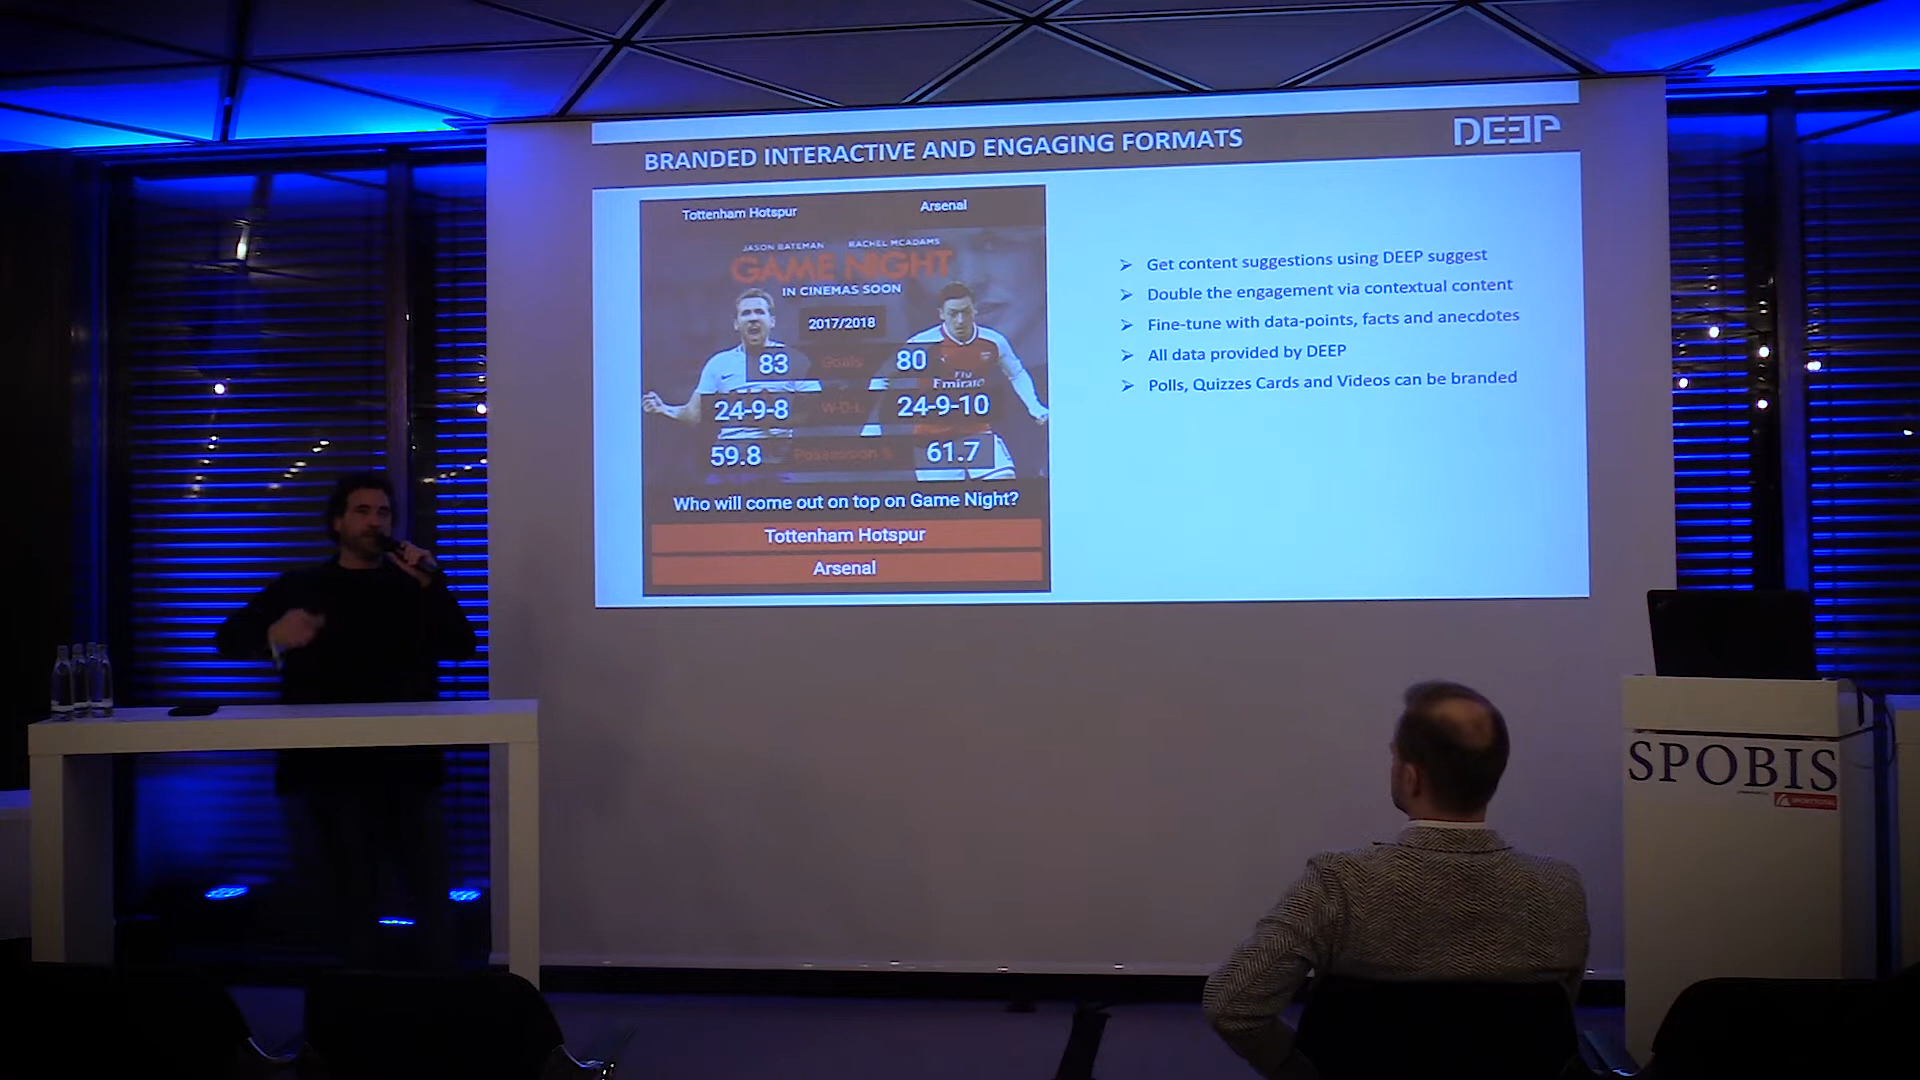 BRANDED INTERACTIVE AND ENGAGING FORMATS
DEEP
Tottenham Hotspur Arsenal
JASON BATEMAN RACHEL MCADAMS
GAME NIGHT
IN CINEMAS SOON
2017/2018
83 Goals 80
Fly
Emirates
24-9-8 W-D-L 24-9-10
59.8 Possession % 61.7
Who will come out on top on Game Night?
Tottenham Hotspur
Arsenal
➢ Get content suggestions using DEEP suggest
➢ Double the engagement via contextual content
➢ Fine-tune with data-points, facts and anecdotes
➢ All data provided by DEEP
➢ Polls, Quizzes Cards and Videos can be branded
SPOBIS